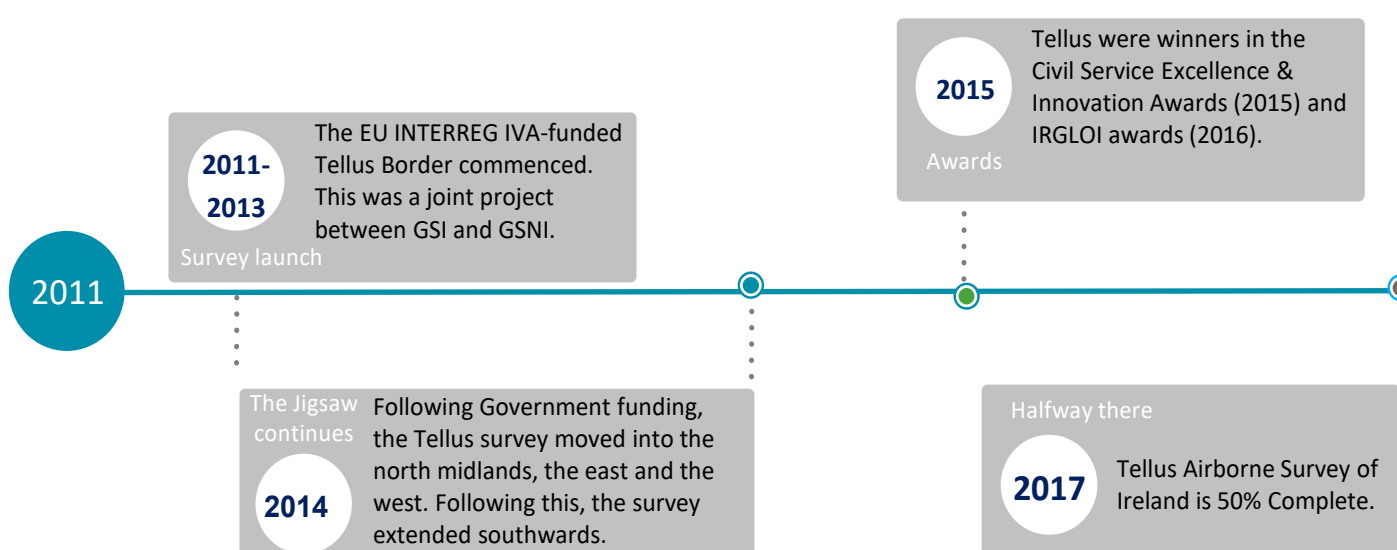 2011
2011-
2013
Survey launch
The EU INTERREG IVA-funded
Tellus Border commenced.
This was a joint project
between GSI and GSNI.
The Jigsaw
continues
2014
Following Government funding,
the Tellus survey moved into the
north midlands, the east and the
west. Following this, the survey
extended southwards.
2015
Awards
Tellus were winners in the
Civil Service Excellence &
Innovation Awards (2015) and
IRGLOI awards (2016).
Halfway there
2017
Tellus Airborne Survey of
Ireland is 50% Complete.